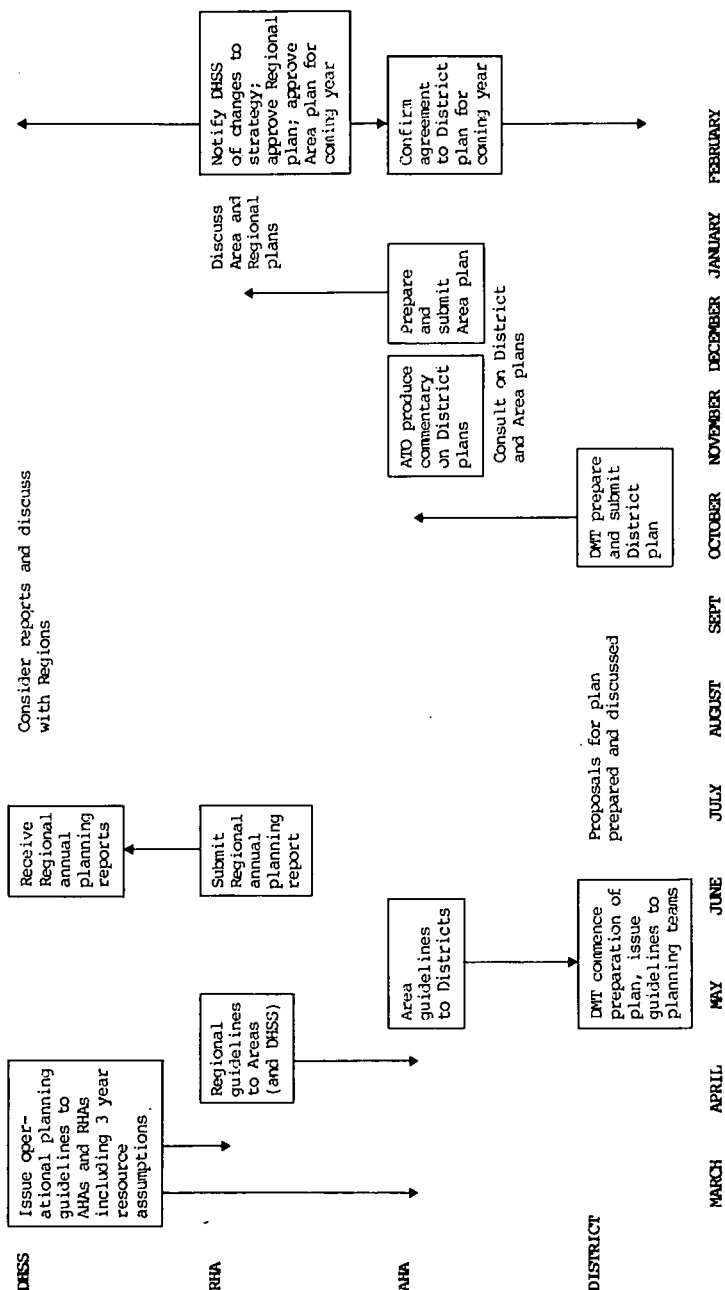 DHSS
Issue oper-
ational planning
guidelines to
AHAs and RHAs
including 3 year
resource
assumptions.
Receive
Regional
annual
planning
reports
Consider reports and discuss
with Regions
RHA
Regional
guidelines
to Areas
(and DHSS)
Submit
Regional
annual
planning
report
Discuss
Area and
Regional
plans
Notify DHSS
of changes to
strategy;
approve Regional
plan; approve
Area plan for
coming year
AHA
Area
guidelines
to Districts
ATO produce
commentary
on District
plans
Prepare
and
submit
Area plan
Consult on District
and Area plans
Confirm
agreement
to District
plan for
coming year
DISTRICT
DMT commence
preparation of
plan, issue
guidelines to
planning teams
Proposals for plan
prepared and discussed
DMT prepare
and submit
District
plan
MARCH APRIL MAY JUNE JULY AUGUST SEPT OCTOBER NOVEMBER DECEMBER JANUARY FEBRUARY